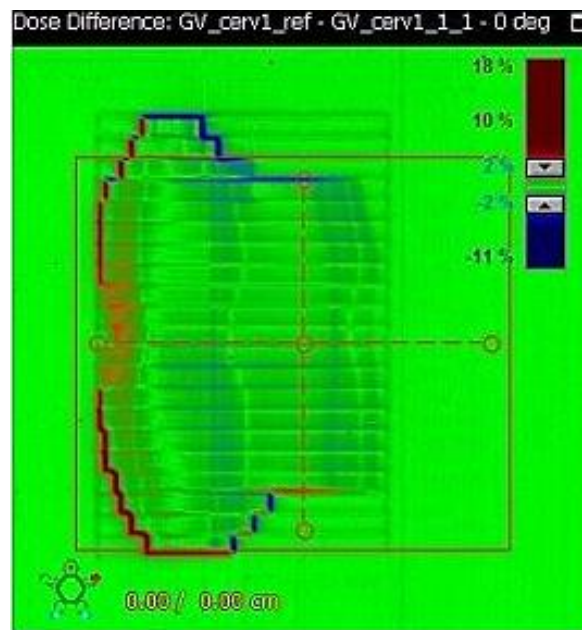 Dose Difference: GV_cerv1_ref - GV_cerv1_1_1 - 0 deg
18 %
10 %
2 %
-2 %
-11 %
0.00 / 0.00 cm